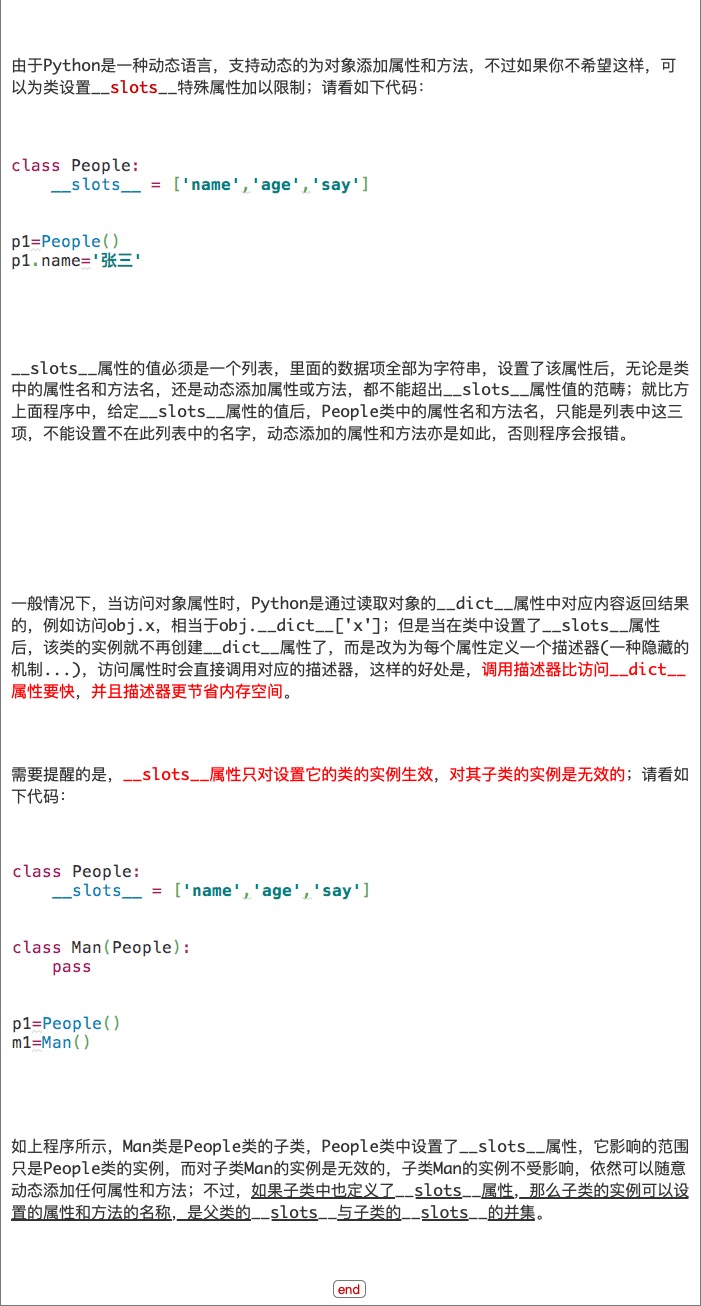 由于Python是一种动态语言，支持动态的为对象添加属性和方法，不过如果你不希望这样，可
以为类设置__slots__特殊属性加以限制；请看如下代码：
class People:
    __slots__ = ['name','age','say']
p1=People()
p1.name='张三'
__slots__属性的值必须是一个列表，里面的数据项全部为字符串，设置了该属性后，无论是类
中的属性名和方法名，还是动态添加属性或方法，都不能超出__slots__属性值的范畴；就比方
上面程序中，给定__slots__属性的值后，People类中的属性名和方法名，只能是列表中这三
项，不能设置不在此列表中的名字，动态添加的属性和方法亦是如此，否则程序会报错。
一般情况下，当访问对象属性时，Python是通过读取对象的__dict__属性中对应内容返回结果
的，例如访问obj.x，相当于obj.__dict__['x']；但是当在类中设置了__slots__属性
后，该类的实例就不再创建__dict__属性了，而是改为为每个属性定义一个描述器(一种隐藏的
机制...)，访问属性时会直接调用对应的描述器，这样的好处是，调用描述器比访问__dict__
属性要快，并且描述器更节省内存空间。
需要提醒的是，__slots__属性只对设置它的类的实例生效，对其子类的实例是无效的；请看如
下代码：
class People:
    __slots__ = ['name','age','say']
class Man(People):
    pass
p1=People()
m1=Man()
如上程序所示，Man类是People类的子类，People类中设置了__slots__属性，它影响的范围
只是People类的实例，而对子类Man的实例是无效的，子类Man的实例不受影响，依然可以随意
动态添加任何属性和方法；不过，如果子类中也定义了__slots__属性，那么子类的实例可以设
置的属性和方法的名称，是父类的__slots__与子类的__slots__的并集。
end